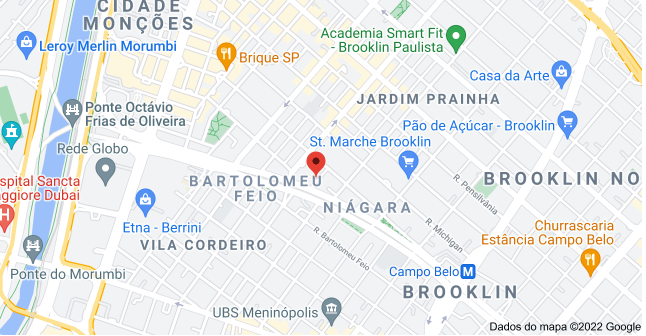 CIDADE
MONÇÕES
Academia Smart Fit
- Brooklin Paulista
Leroy Merlin Morumbi
Brique SP
Casa da Arte
JARDIM PRAINHA
Ponte Octávio
Frias de Oliveira
Pão de Açúcar - Brooklin
St. Marche Brooklin
Rede Globo
ospital Sancta
aggiore Dubai
BARTOLOMEU
FEIO
BROOKLIN NO
R. Pensilvânia
Etna - Berrini
NIÁGARA
R. Michigan
Churrascaria
Estância Campo Belo
VILA CORDEIRO
R. Bartolomeu Feio
Ponte do Morumbi
Campo Belo
M
BROOKLIN
UBS Meninópolis
H
Dados do mapa ©2022 Google